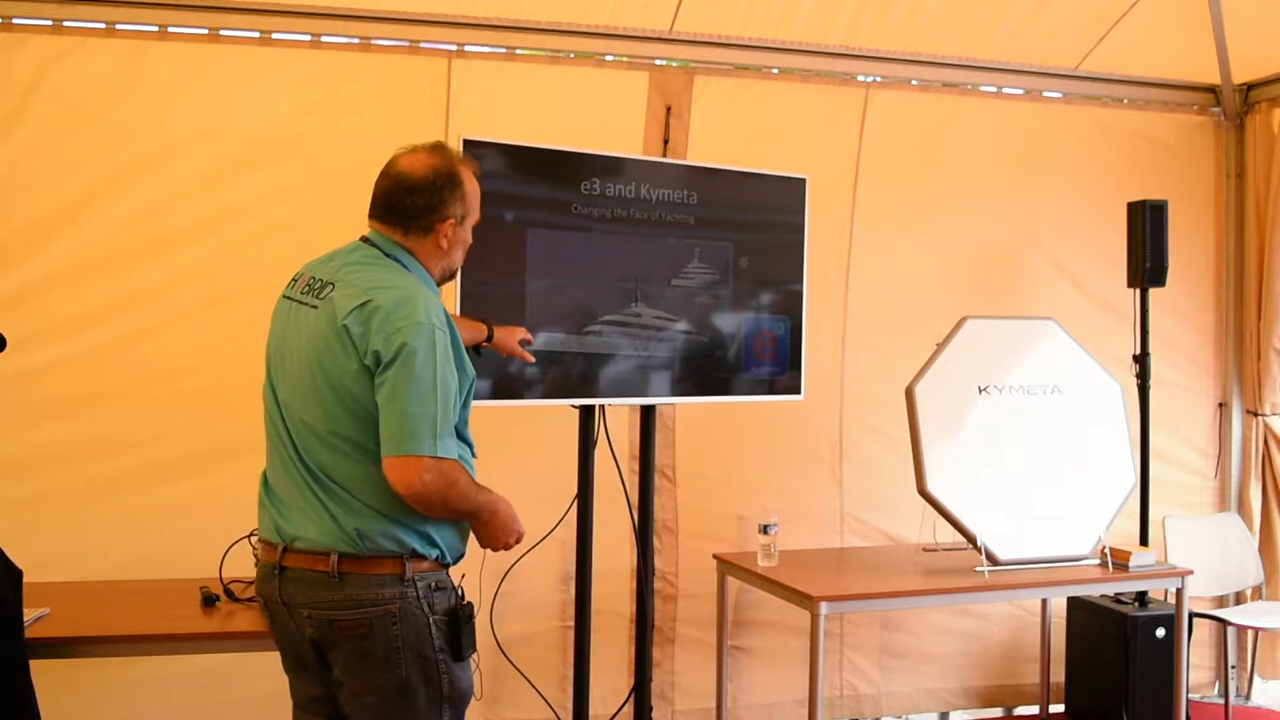 e3 and Kymeta
Changing the Face of Yachting
HYBRID
KYMETA